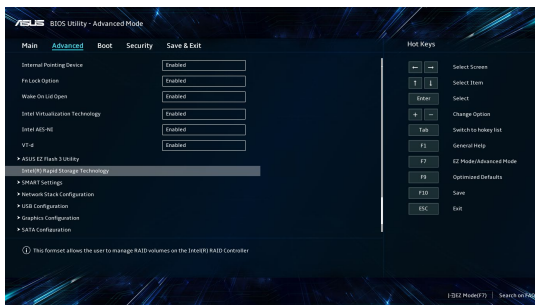 ASUS BIOS Utility - Advanced Mode
Main Advanced Boot Security Save & Exit
Hot Keys
Internal Pointing Device Enabled
Fn Lock Option Enabled
Wake On Lid Open Enabled
Intel Virtualization Technology Enabled
Intel AES-NI Enabled
VT-d Enabled
> ASUS EZ Flash 3 Utility
Intel(R) Rapid Storage Technology
> SMART Settings
> Network Stack Configuration
> USB Configuration
> Graphics Configuration
> SATA Configuration
← → Select Screen
↑ ↓ Select Item
Enter Select
+ - Change Option
Tab Switch to hokey list
F1 General Help
F7 EZ Mode/Advanced Mode
F9 Optimized Defaults
F10 Save
ESC Exit
i This formset allows the user to manage RAID volumes on the Intel(R) RAID Controller
EZ Mode(F7) | Search on FAQ